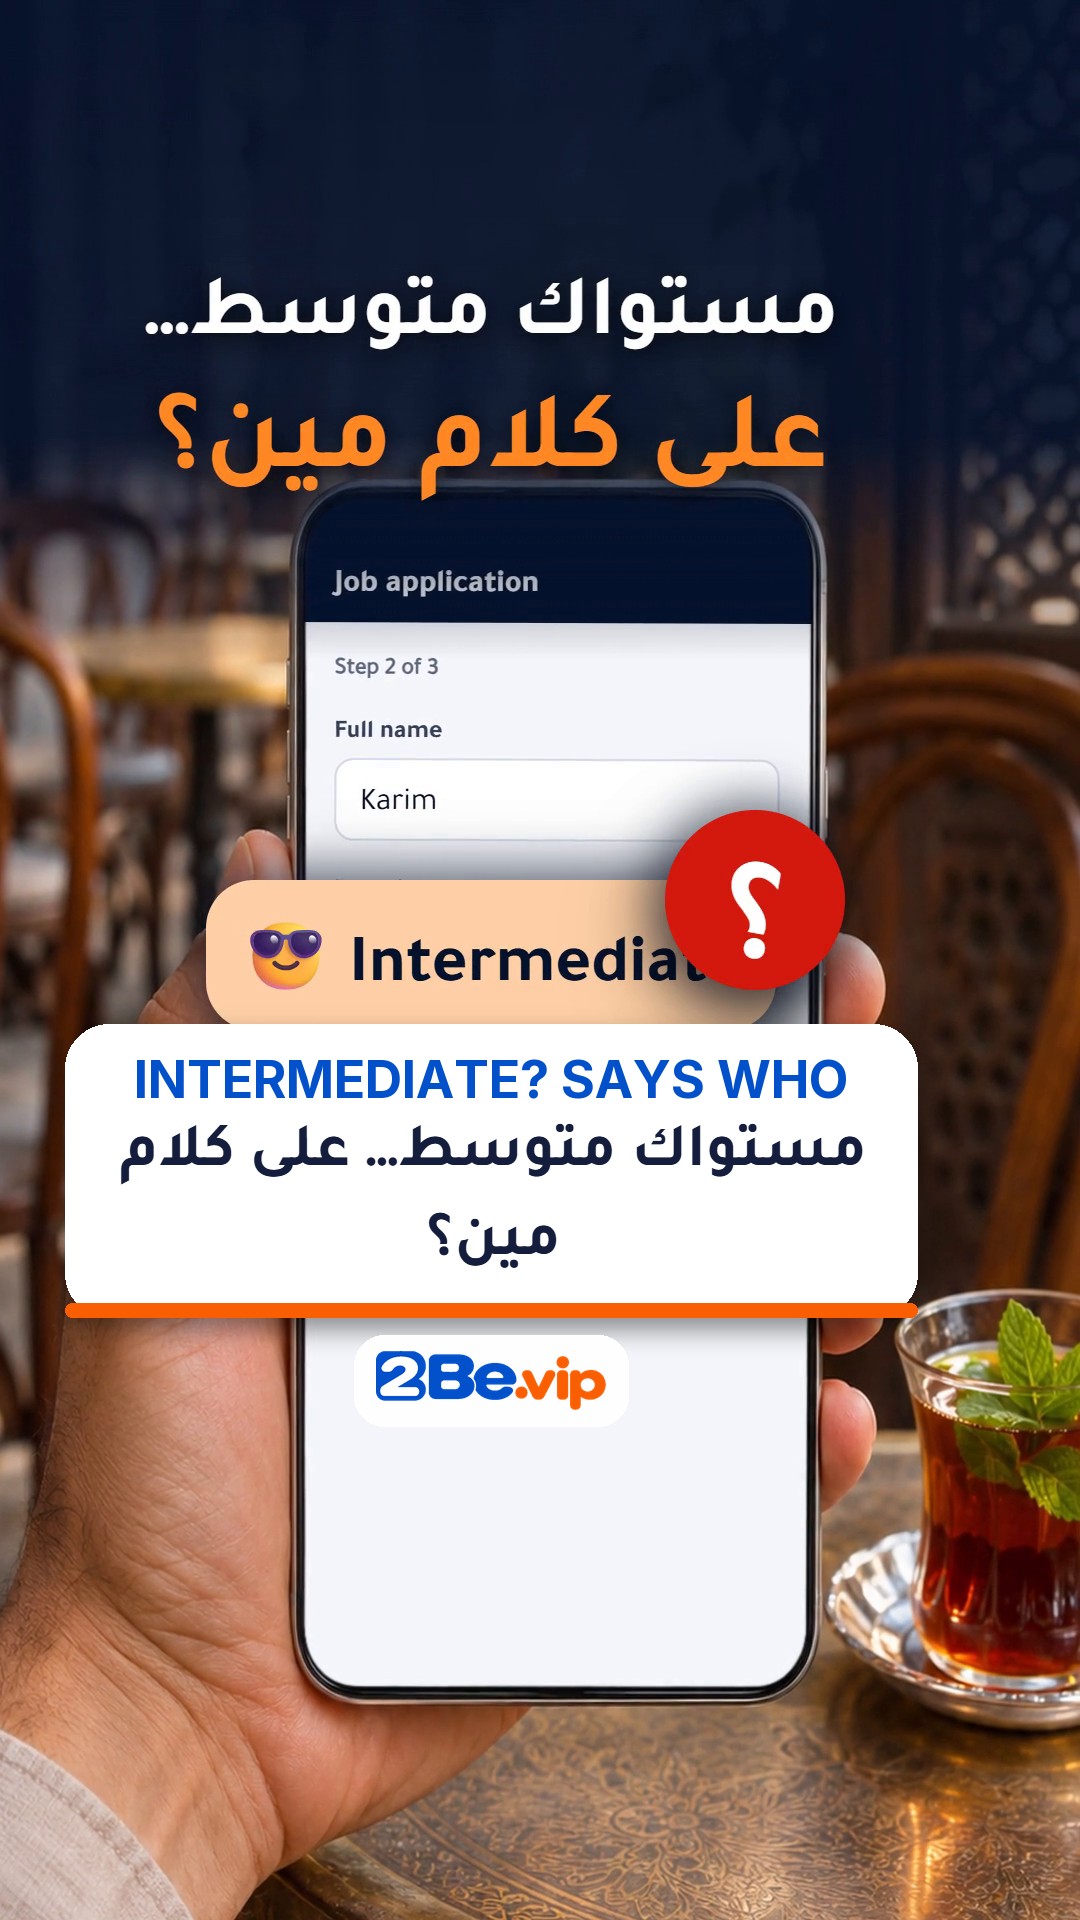 مستواك متوسط...
على كلام مين؟
Job application
Step 2 of 3
Full name
Karim
؟
INTERMEDIATE? SAYS WHO
مستواك متوسط... على كلام
مين؟
2Be.vip